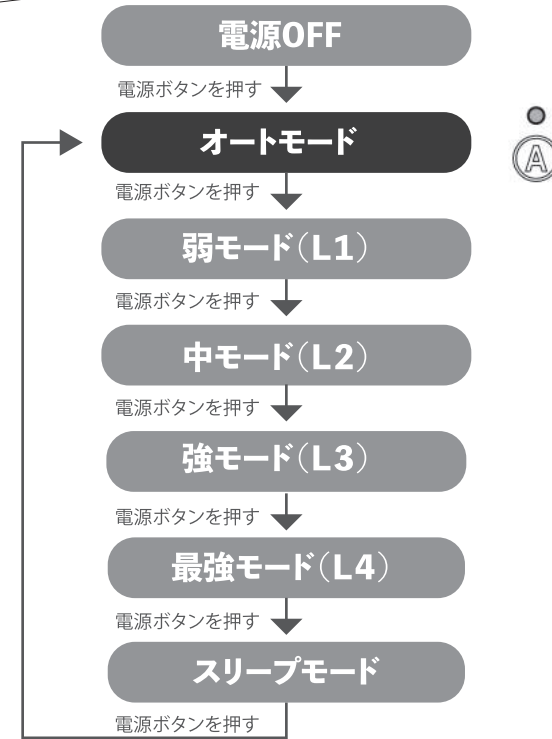 電源OFF
電源ボタンを押す
オートモード
Ⓐ
電源ボタンを押す
弱モード（L1）
電源ボタンを押す
中モード（L2）
電源ボタンを押す
強モード（L3）
電源ボタンを押す
最強モード（L4）
電源ボタンを押す
スリープモード
電源ボタンを押す